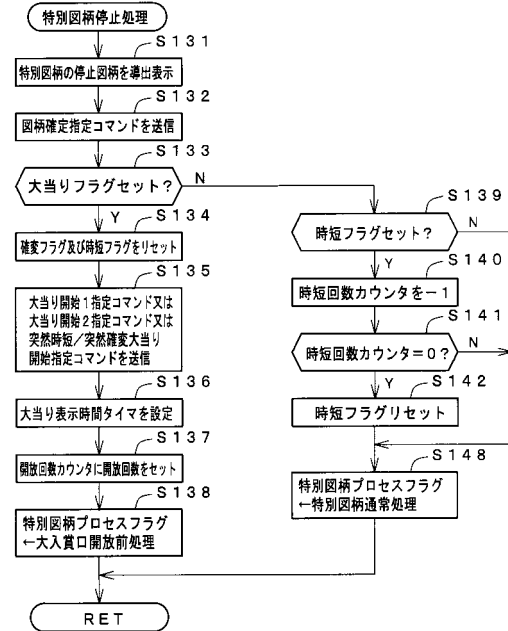 特別図柄停止処理
S131
特別図柄の停止図柄を導出表示
S132
図柄確定指定コマンドを送信
S133
大当りフラグセット？
N
Y
S134
確変フラグ及び時短フラグをリセット
S135
大当り開始1指定コマンド又は
大当り開始2指定コマンド又は
突然時短/突然確変大当り
開始指定コマンドを送信
S136
大当り表示時間タイマを設定
S137
開放回数カウンタに開放回数をセット
S138
特別図柄プロセスフラグ
←大入賞口開放前処理
S139
時短フラグセット？
N
Y
S140
時短回数カウンタを－1
S141
時短回数カウンタ＝0？
N
Y
S142
時短フラグリセット
S148
特別図柄プロセスフラグ
←特別図柄通常処理
RET